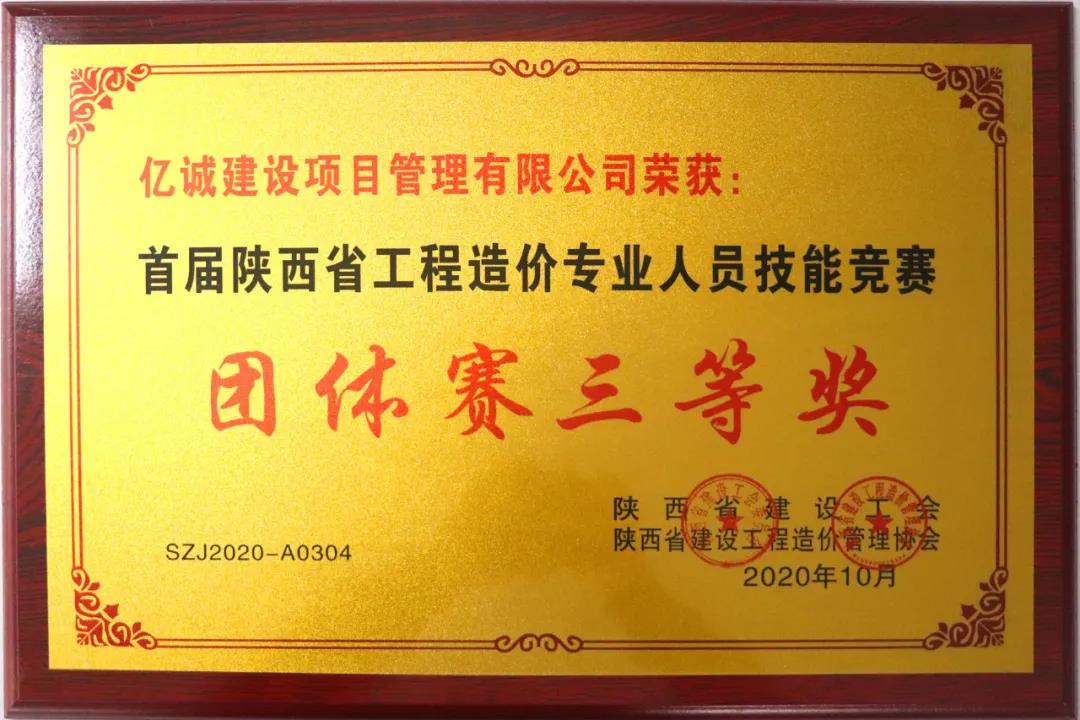 亿诚建设项目管理有限公司荣获：
首届陕西省工程造价专业人员技能竞赛
团体赛三等奖
陕西省建设工会
陕西省建设工程造价管理协会
SZJ2020-A0304
2020年10月